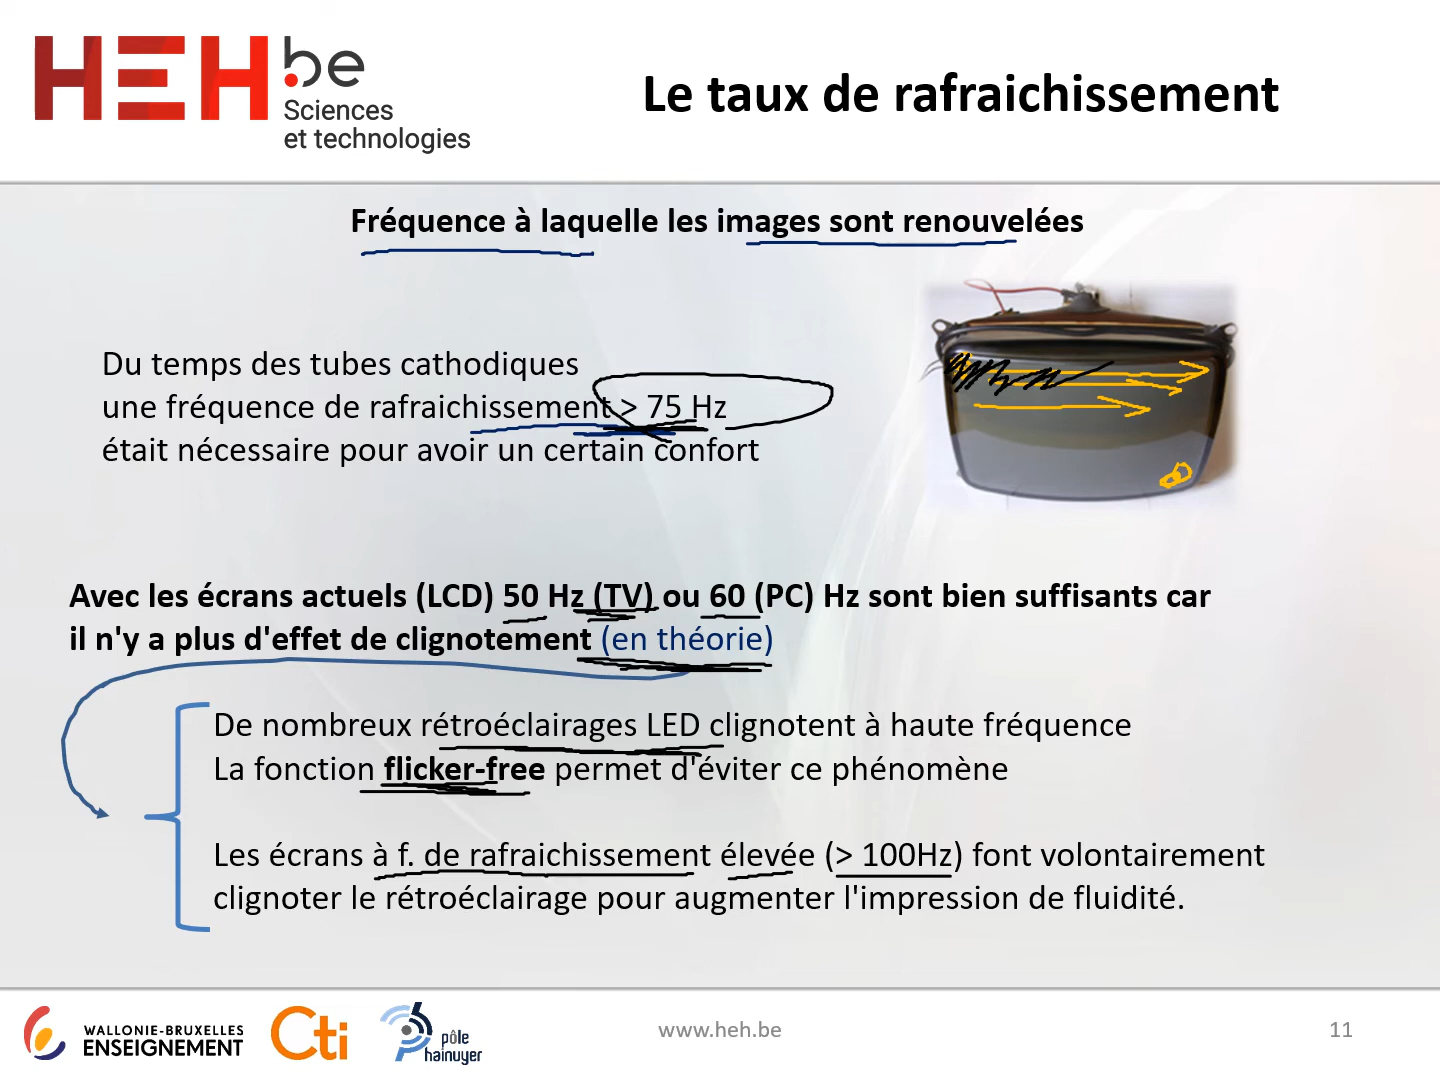 HEH.be
Sciences
et technologies
Le taux de rafraichissement
Fréquence à laquelle les images sont renouvelées
Du temps des tubes cathodiques
une fréquence de rafraichissement > 75 Hz
était nécessaire pour avoir un certain confort
Avec les écrans actuels (LCD) 50 Hz (TV) ou 60 (PC) Hz sont bien suffisants car
il n'y a plus d'effet de clignotement (en théorie)
De nombreux rétroéclairages LED clignotent à haute fréquence
La fonction flicker-free permet d'éviter ce phénomène
Les écrans à f. de rafraichissement élevée (> 100Hz) font volontairement
clignoter le rétroéclairage pour augmenter l'impression de fluidité.
WALLONIE-BRUXELLES
ENSEIGNEMENT
Cti
pôle
hainuyer
www.heh.be
11